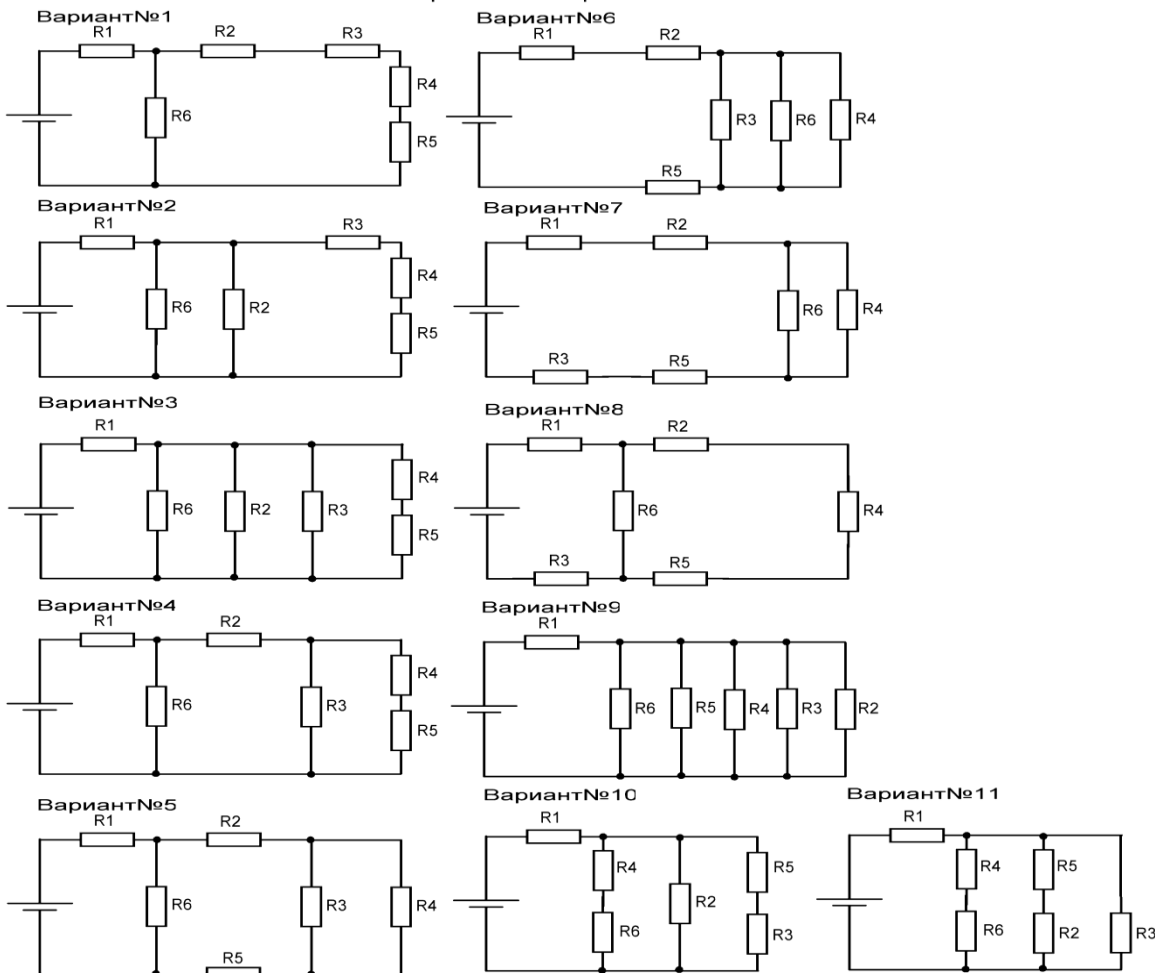 Вариант№1
R1 R2 R3
R4
R6
R5
Вариант№6
R1 R2
R3 R6 R4
R5
Вариант№2
R1 R3
R4
R6 R2
R5
Вариант№7
R1 R2
R6 R4
R3 R5
Вариант№3
R1
R4
R6 R2 R3
R5
Вариант№8
R1 R2
R6 R4
R3 R5
Вариант№4
R1 R2
R4
R6 R3
R5
Вариант№9
R1
R6 R5 R4 R3 R2
Вариант№5
R1 R2
R6 R3 R4
R5
Вариант№10
R1
R4 R5
R2
R6 R3
Вариант№11
R1
R4 R5
R6 R2 R3